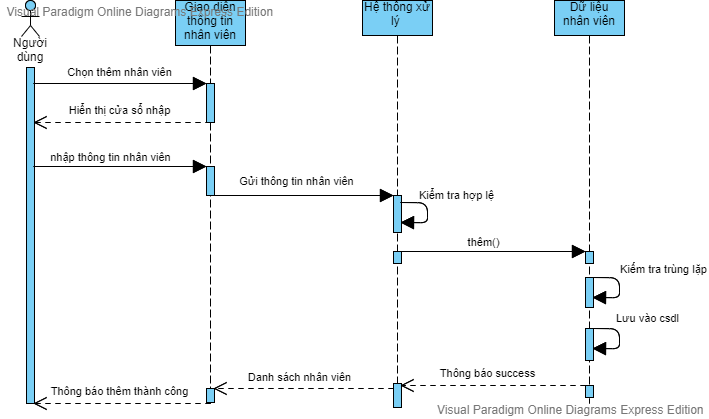 Visual Paradigm Online Diagrams Express Edition
Người
dùng
Giao diện
thông tin
nhân viên
Hệ thống xử
lý
Dữ liệu
nhân viên
Chọn thêm nhân viên
Hiển thị cửa sổ nhập
nhập thông tin nhân viên
Gửi thông tin nhân viên
Kiểm tra hợp lệ
thêm()
Kiếm tra trùng lặp
Lưu vào csdl
Thông báo success
Danh sách nhân viên
Thông báo thêm thành công
Visual Paradigm Online Diagrams Express Edition